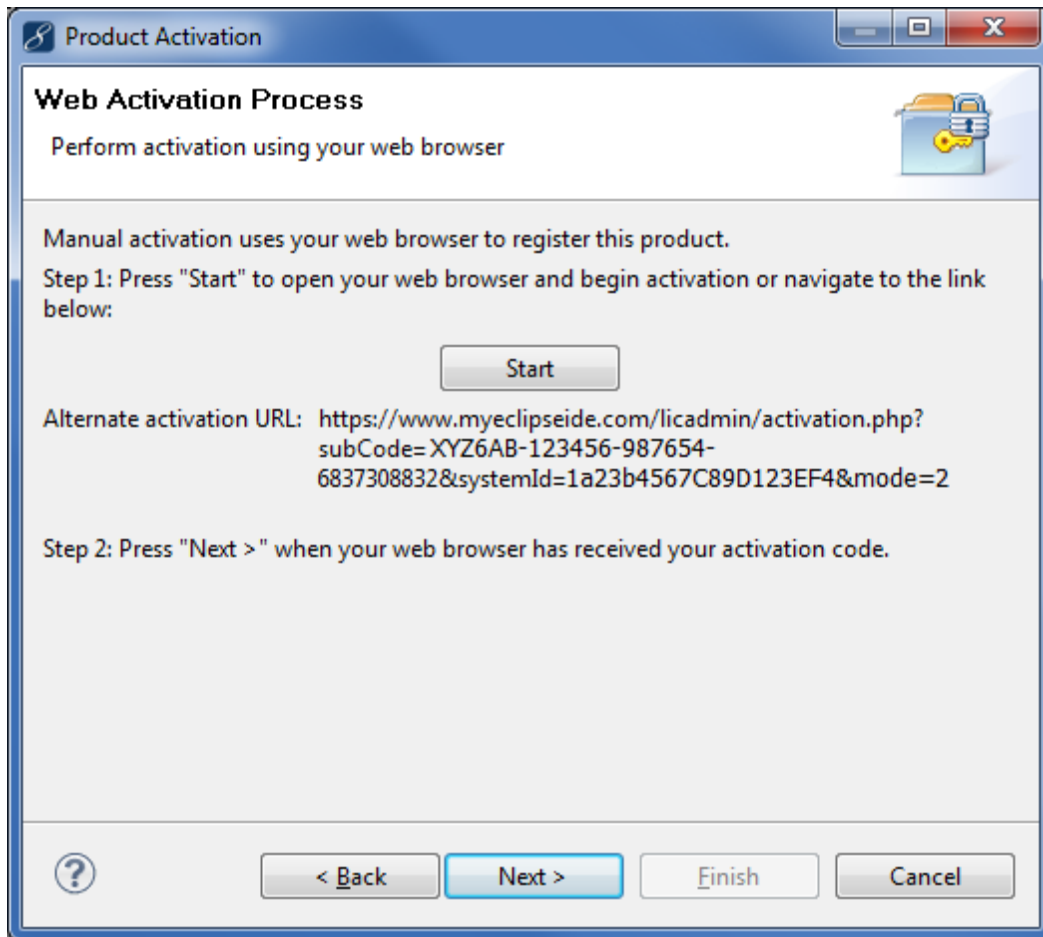 Product Activation
Web Activation Process
Perform activation using your web browser
Manual activation uses your web browser to register this product.
Step 1: Press "Start" to open your web browser and begin activation or navigate to the link
below:
Start
Alternate activation URL: https://www.myeclipseide.com/licadmin/activation.php?
subCode=XYZ6AB-123456-987654-
6837308832&systemId=1a23b4567C89D123EF4&mode=2
Step 2: Press "Next >" when your web browser has received your activation code.
?
< Back
Next >
Finish
Cancel